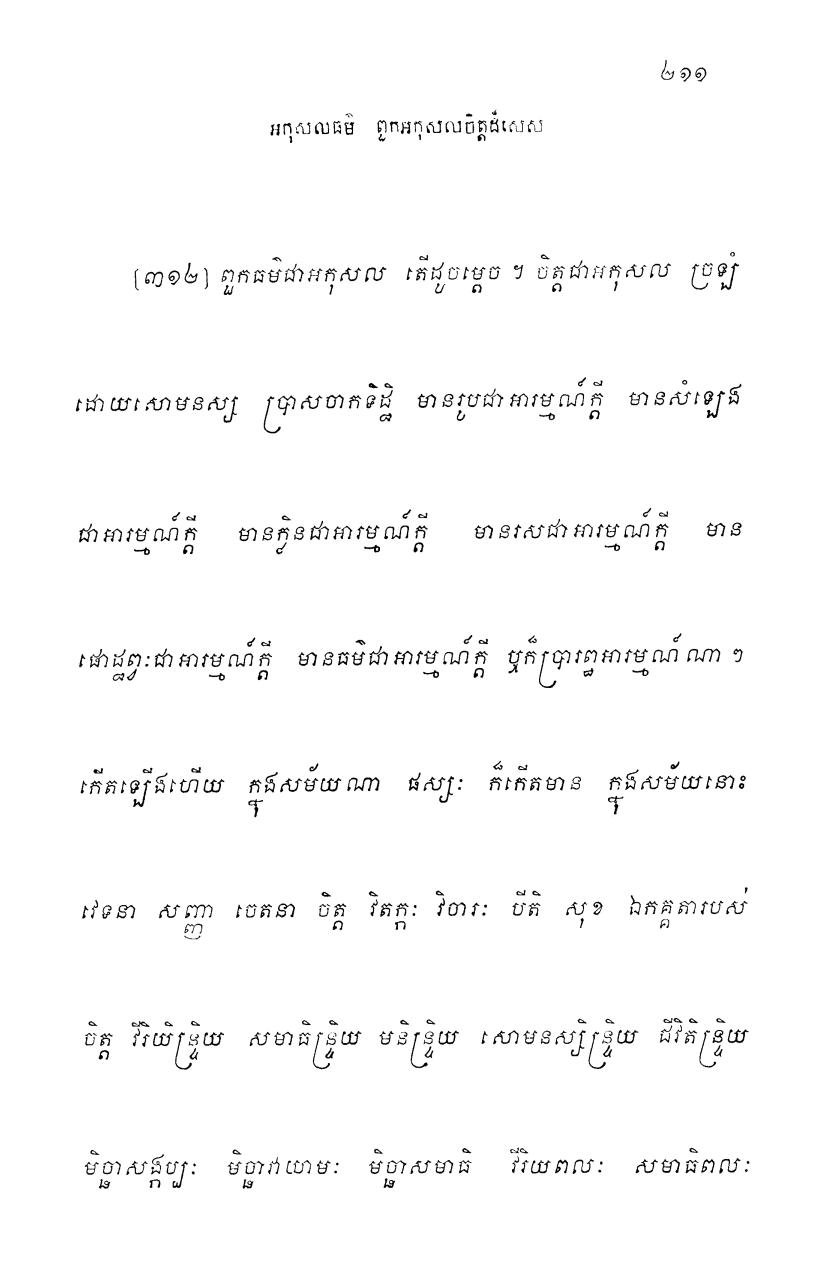 ២១១
អកុសលធម៌ ពួកអកុសលចិត្តដ៏សេស
[៣១២] ពួកធម៌ជាអកុសល តើដូចម្តេច ។ ចិត្តជាអកុសល ច្រឡំ
ដោយសោមនស្ស ប្រាសចាកទិដ្ឋិ មានរូបជាអារម្មណ៍ក្តី មានសំឡេង
ជាអារម្មណ៍ក្តី មានក្លិនជាអារម្មណ៍ក្តី មានរសជាអារម្មណ៍ក្តី មាន
ផោដ្ឋព្វៈជាអារម្មណ៍ក្តី មានធម៌ជាអារម្មណ៍ក្តី ឬក៏ប្រារព្ធអារម្មណ៍ណា ៗ
កើតឡើងហើយ ក្នុងសម័យណា ផស្សៈ ក៏កើតមាន ក្នុងសម័យនោះ
វេទនា សញ្ញា ចេតនា ចិត្ត វិតក្កៈ វិចារៈ បីតិ សុខ ឯកគ្គតារបស់
ចិត្ត វីរិយិន្ទ្រិយ សមាធិន្ទ្រិយ មនិន្ទ្រិយ សោមនស្សិន្ទ្រិយ ជីវិតិន្ទ្រិយ
មិច្ឆាសង្កប្បៈ មិច្ឆាវាយាមៈ មិច្ឆាសមាធិ វីរិយពលៈ សមាធិពលៈ